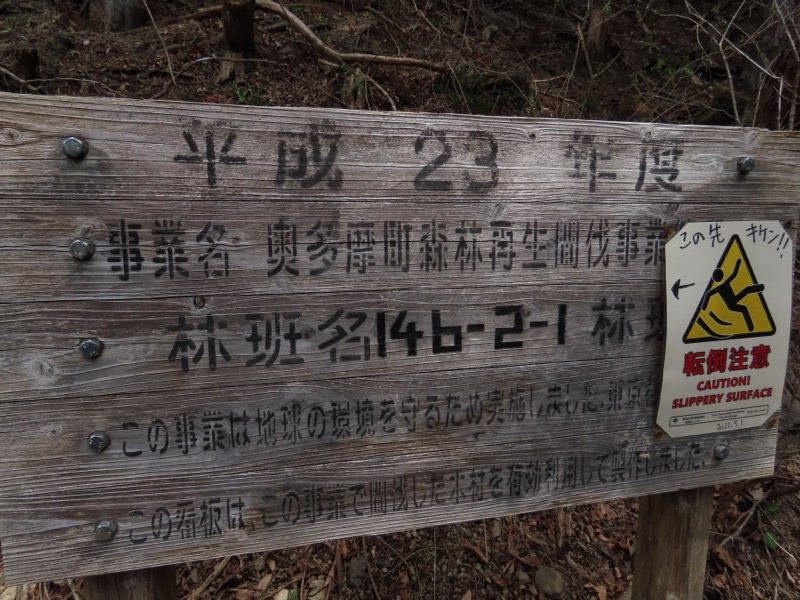 平成 23 年度
事業名 奥多摩町森林再生間伐事業
林班名146-2-1 林班
この事業は地球の環境を守るため実施しました。東京都
この看板は、この事業で間伐した木材を有効利用して製作しました。
この先 キケン!!
←
転倒注意
CAUTION!
SLIPPERY SURFACE